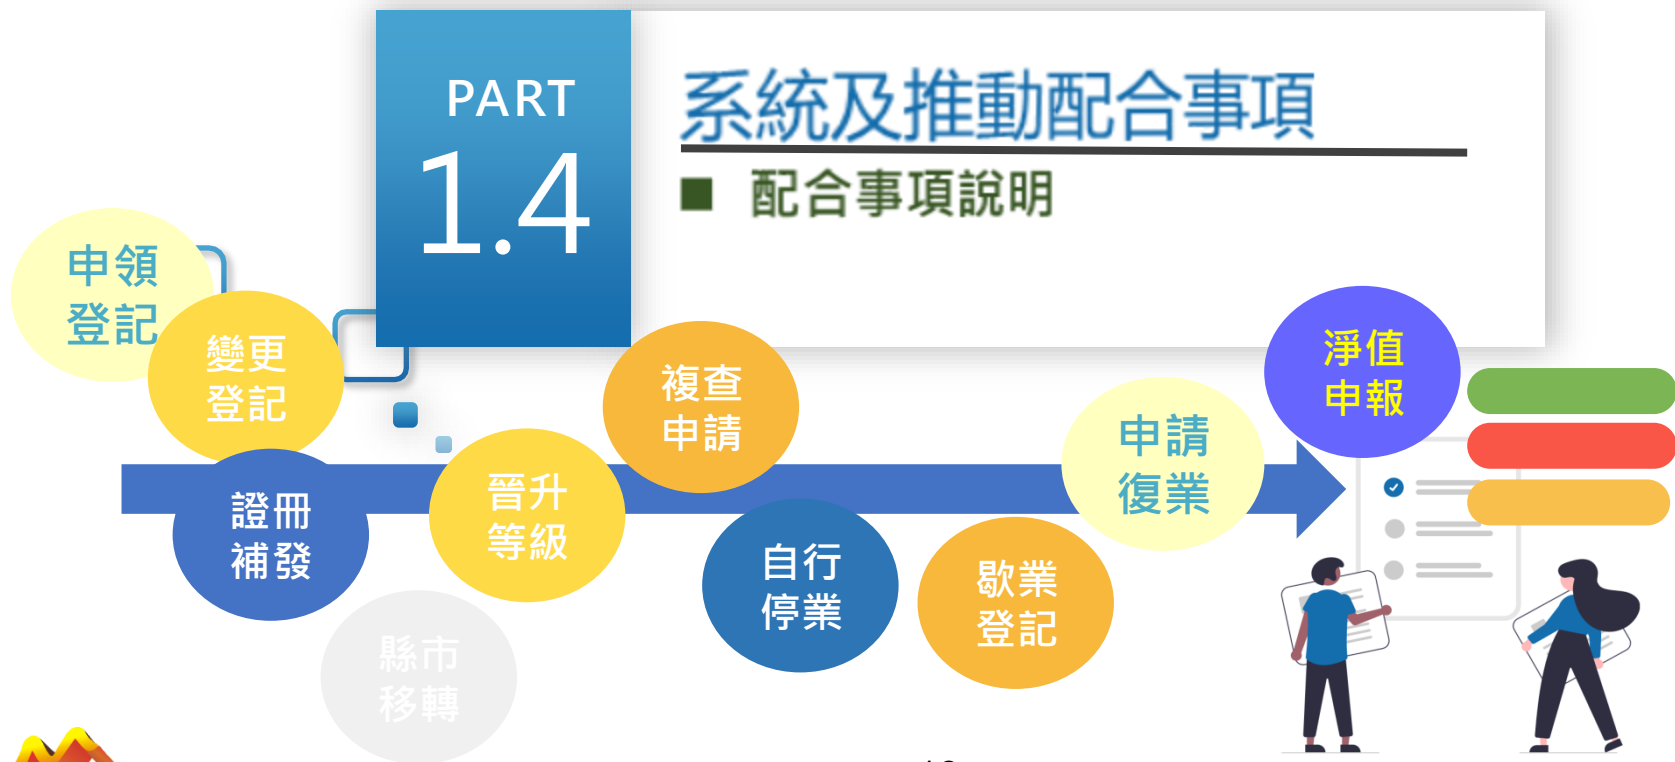 PART
1.4
系統及推動配合事項
■ 配合事項說明
申領
登記
變更
登記
證冊
補發
縣市
移轉
晉升
等級
複查
申請
自行
停業
歇業
登記
申請
復業
淨值
申報